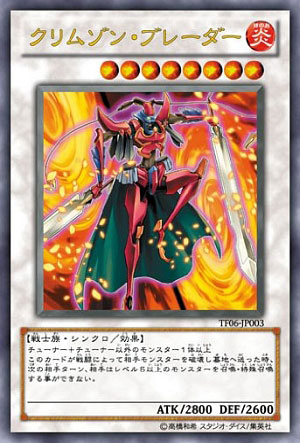 クリムゾン・ブレーダー
炎
TF06-JP003
【戦士族・シンクロ/効果】
チューナー+チューナー以外のモンスター1体以上
このカードが戦闘によって相手モンスターを破壊し墓地へ送った時、
次の相手ターン、相手はレベル5以上のモンスターを召喚・特殊召喚
する事ができない。
ATK/2800 DEF/2600
©高橋和希 スタジオ・ダイス/集英社